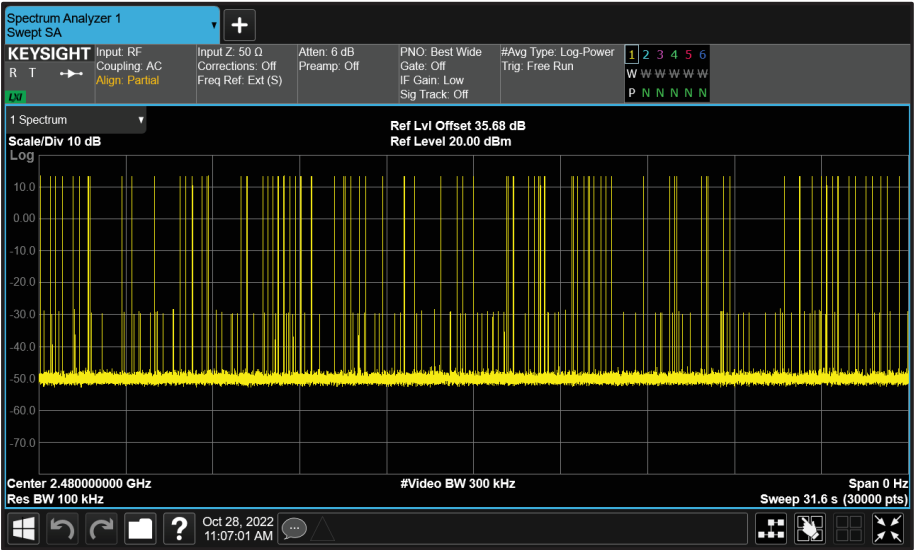 Spectrum Analyzer 1
Swept SA
+
KEYSIGHT
R T
LXI
Input: RF
Coupling: AC
Align: Partial
Input Z: 50 Ω
Corrections: Off
Freq Ref: Ext (S)
Atten: 6 dB
Preamp: Off
PNO: Best Wide
Gate: Off
IF Gain: Low
Sig Track: Off
#Avg Type: Log-Power
Trig: Free Run
1 2 3 4 5 6
W W W W W W
P N N N N N
1 Spectrum
Scale/Div 10 dB
Ref Lvl Offset 35.68 dB
Ref Level 20.00 dBm
Log
10.0
0.00
-10.0
-20.0
-30.0
-40.0
-50.0
-60.0
-70.0
Center 2.480000000 GHz
#Video BW 300 kHz
Span 0 Hz
Res BW 100 kHz
Sweep 31.6 s (30000 pts)
?
Oct 28, 2022
11:07:01 AM